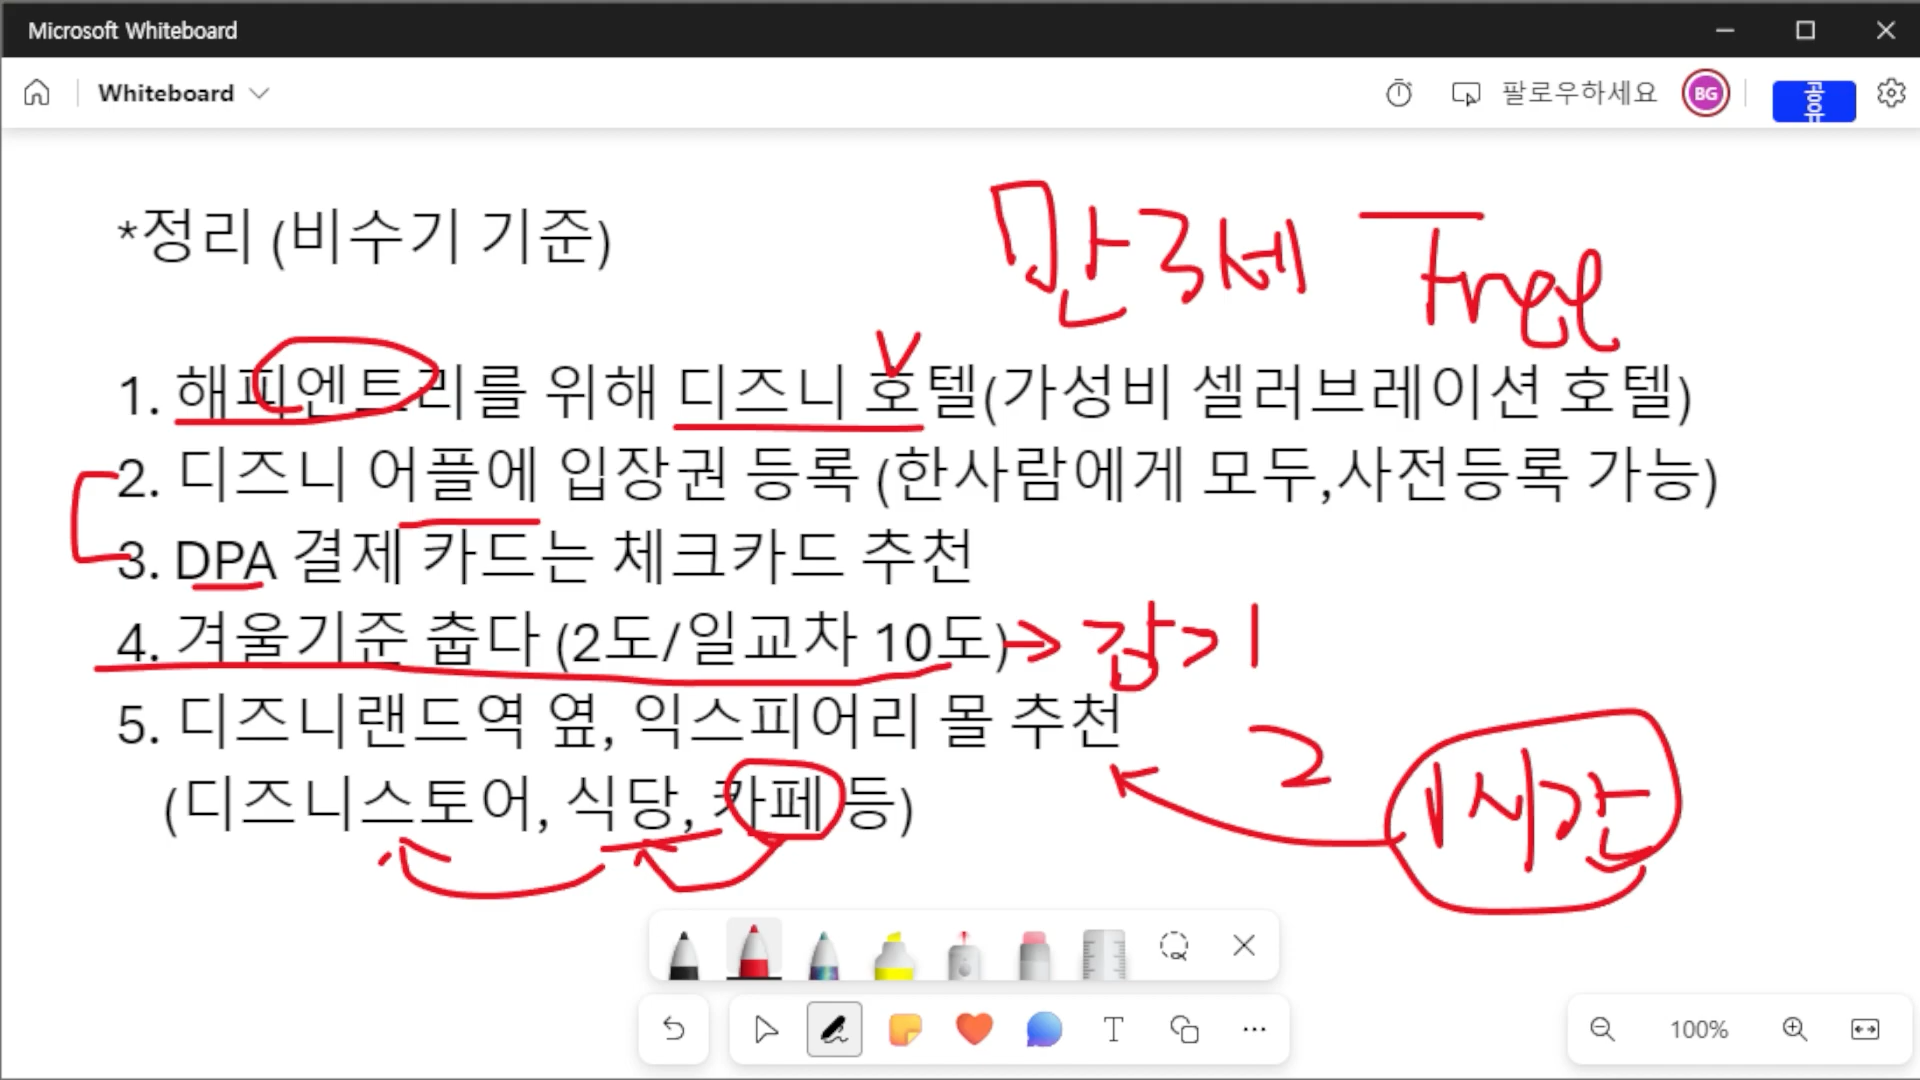 Microsoft Whiteboard
Whiteboard
팔로우하세요
BG
공유
*정리 (비수기 기준)
만3세 Free
1. 해피엔트리를 위해 디즈니 호텔(가성비 셀러브레이션 호텔)
2. 디즈니 어플에 입장권 등록 (한사람에게 모두,사전등록 가능)
3. DPA 결제 카드는 체크카드 추천
4. 겨울기준 춥다 (2도/일교차 10도)→ 감기
5. 디즈니랜드역 옆, 익스피어리 몰 추천
2 1시간
(디즈니스토어, 식당, 카페 등)
100%